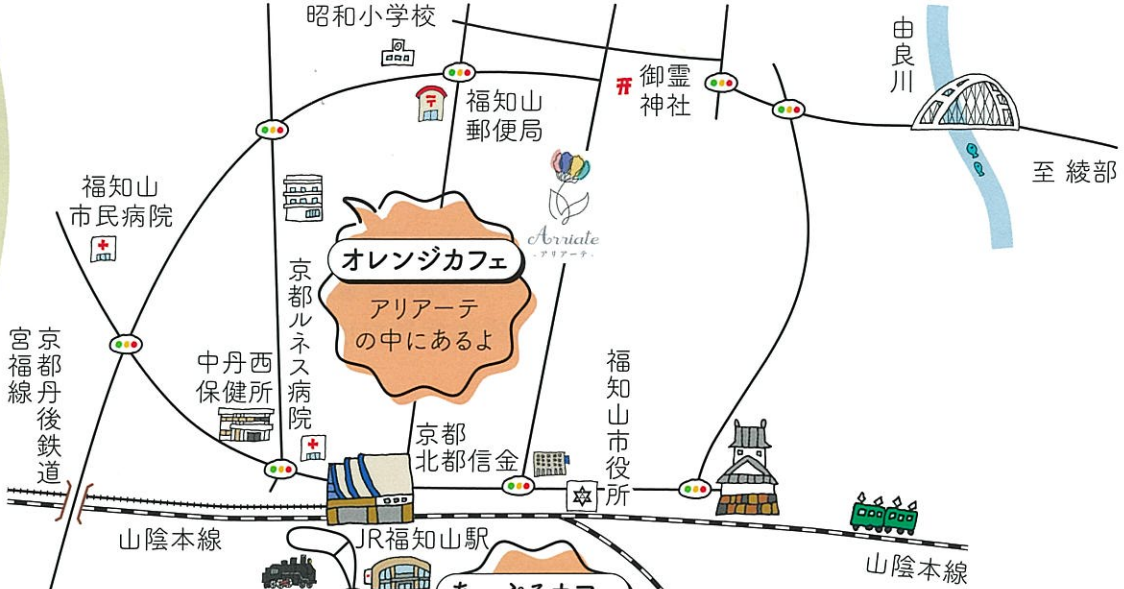 昭和小学校
由良川
御霊
神社
福知山
郵便局
至 綾部
福知山
市民病院
Arriate
- アリアーテ -
オレンジカフェ
アリアーテ
の中にあるよ
京都ルネス病院
京都丹後鉄道
宮福線
中丹西
保健所
福知山市役所
京都
北都信金
山陰本線
JR福知山駅
山陰本線